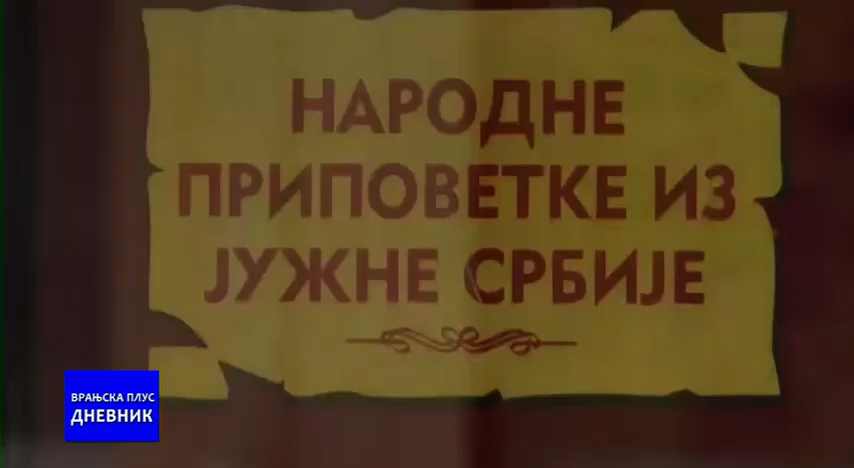 НАРОДНЕ
ПРИПОВЕТКЕ ИЗ
ЈУЖНЕ СРБИЈЕ
ВРАЊСКА ПЛУС
ДНЕВНИК